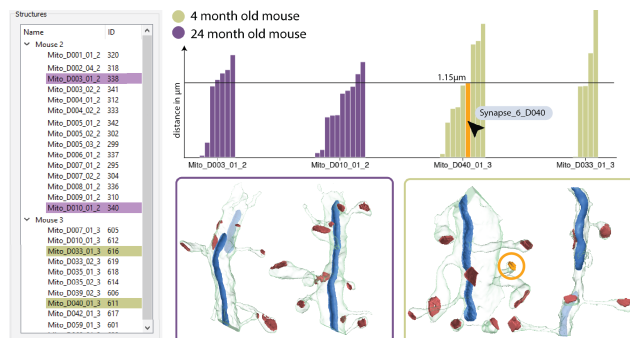 Structures
Name ID
Mouse 2
Mito_D001_01_2 320
Mito_D002_04_2 318
Mito_D003_01_2 338
Mito_D003_02_2 341
Mito_D004_01_2 312
Mito_D004_02_2 333
Mito_D005_01_2 342
Mito_D005_02_2 302
Mito_D005_03_2 299
Mito_D006_01_2 337
Mito_D007_01_2 295
Mito_D007_02_2 304
Mito_D008_01_2 336
Mito_D009_01_2 310
Mito_D010_01_2 340
Mouse 3
Mito_D007_01_3 605
Mito_D010_01_3 612
Mito_D033_01_3 616
Mito_D033_02_3 619
Mito_D035_01_3 618
Mito_D035_02_3 614
Mito_D039_02_3 606
Mito_D040_01_3 611
Mito_D042_01_3 617
Mito_D059_01_3 601
4 month old mouse
24 month old mouse
distance in µm
1.15µm
Synapse_6_D040
Mito_D003_01_2 Mito_D010_01_2 Mito_D040_01_3 Mito_D033_01_3